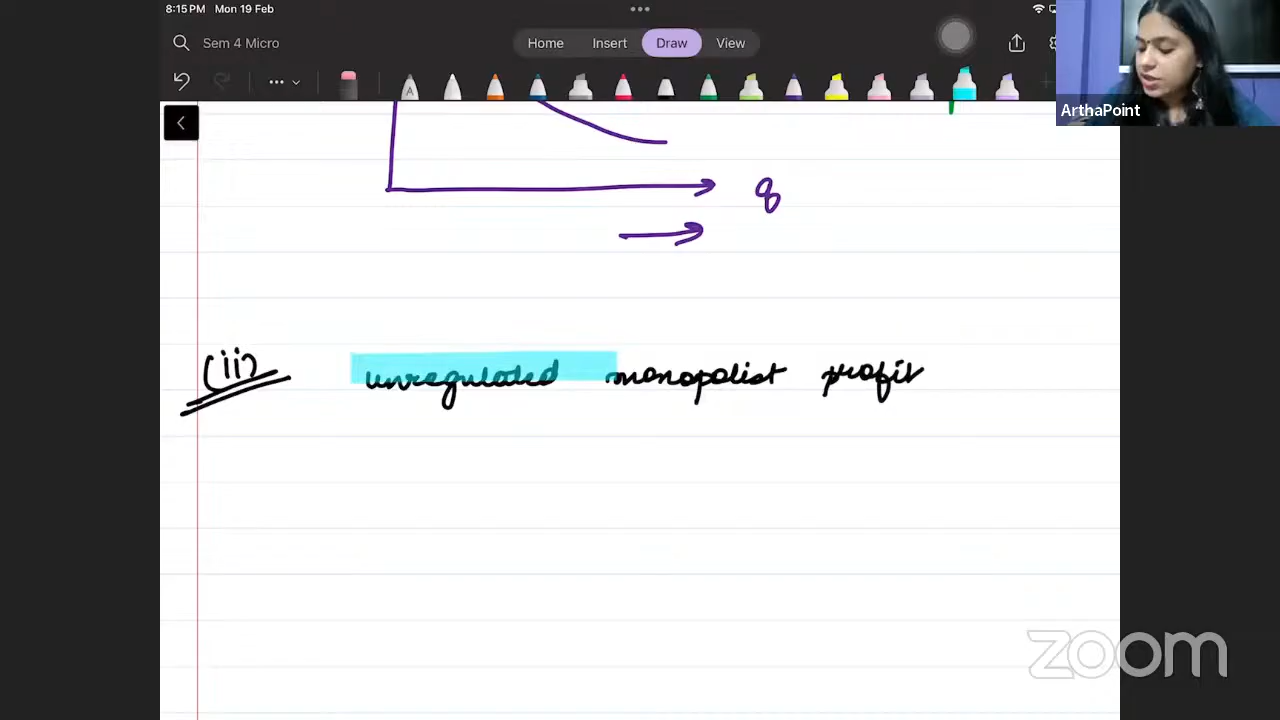 8:15 PM Mon 19 Feb
Sem 4 Micro
Home Insert Draw View
A
ArthaPoint
q
(ii) unregulated monopolist profit
zoom